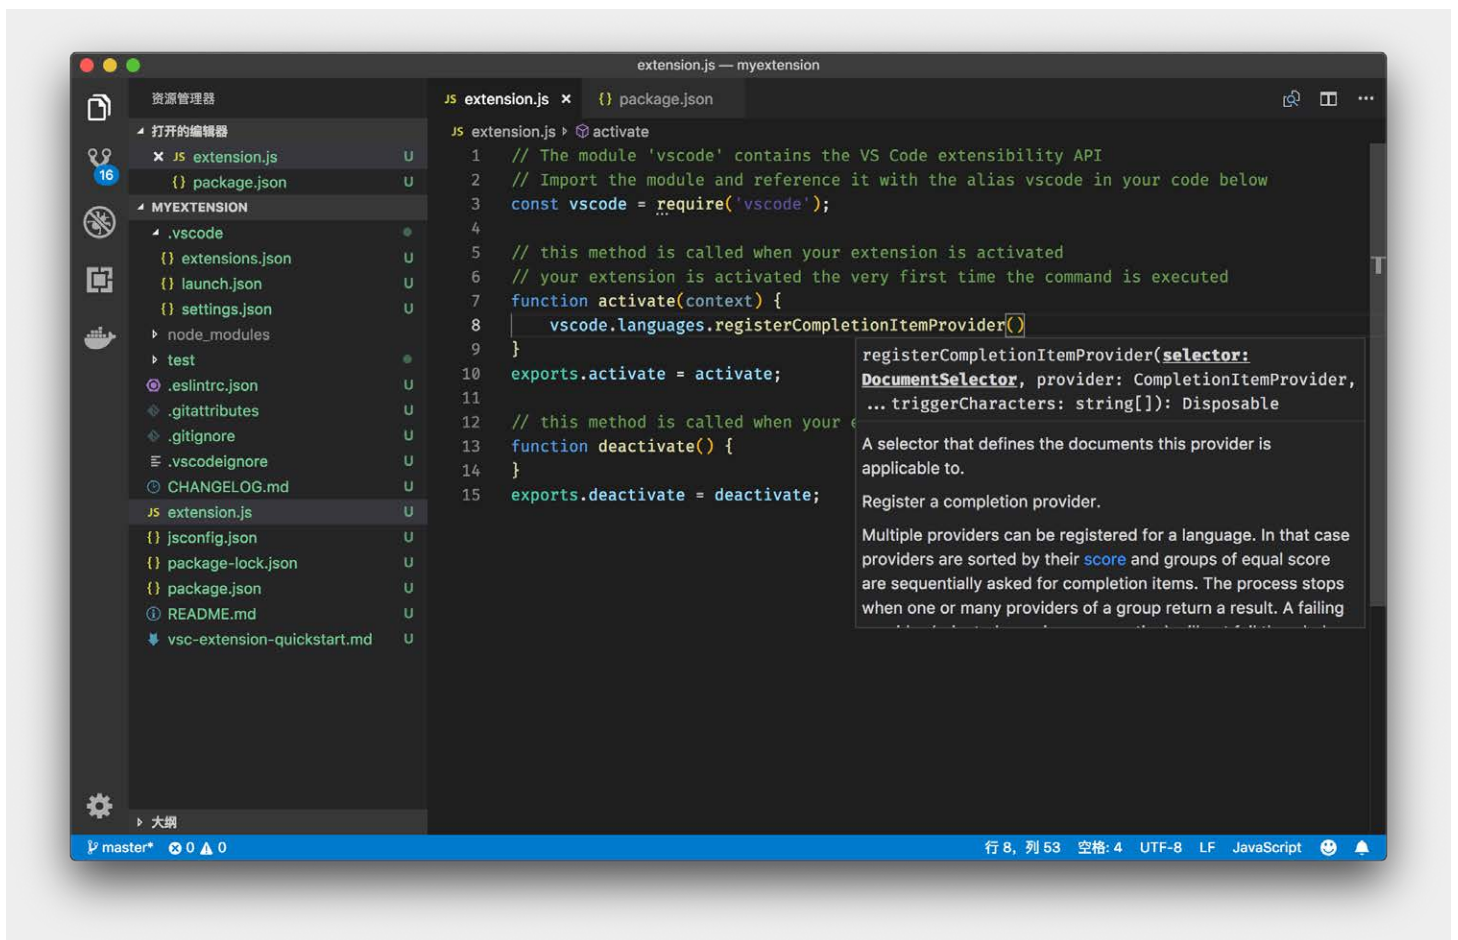 extension.js — myextension
资源管理器
打开的编辑器
JS extension.js U
{} package.json U
MYEXTENSION
.vscode
{} extensions.json U
{} launch.json U
{} settings.json U
node_modules
test
.eslintrc.json U
.gitattributes U
.gitignore U
.vscodeignore U
CHANGELOG.md U
JS extension.js U
{} jsconfig.json U
{} package-lock.json U
{} package.json U
README.md U
vsc-extension-quickstart.md U
大纲
16
JS extension.js × {} package.json
JS extension.js activate
1 // The module 'vscode' contains the VS Code extensibility API
2 // Import the module and reference it with the alias vscode in your code below
3 const vscode = require('vscode');
4
5 // this method is called when your extension is activated
6 // your extension is activated the very first time the command is executed
7 function activate(context) {
8 vscode.languages.registerCompletionItemProvider()
9 }
10 exports.activate = activate;
11
12 // this method is called when your
13 function deactivate() {
14 }
15 exports.deactivate = deactivate;
registerCompletionItemProvider(selector:
DocumentSelector, provider: CompletionItemProvider,
...triggerCharacters: string[]): Disposable
A selector that defines the documents this provider is
applicable to.
Register a completion provider.
Multiple providers can be registered for a language. In that case
providers are sorted by their score and groups of equal score
are sequentially asked for completion items. The process stops
when one or many providers of a group return a result. A failing
master* 0 0
行 8，列 53 空格: 4 UTF-8 LF JavaScript